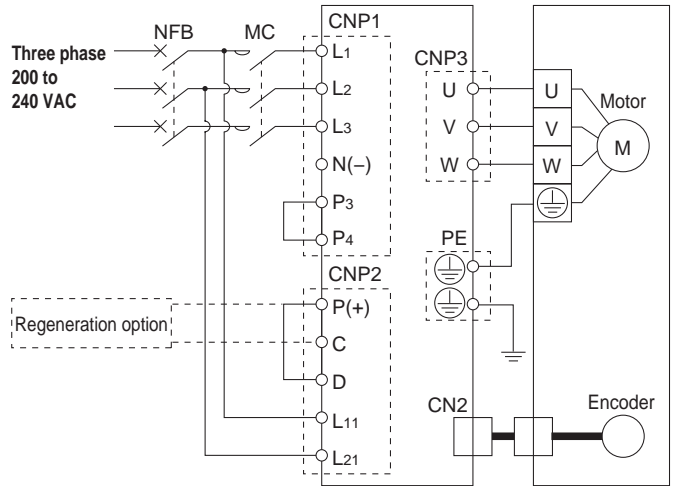 Three phase
200 to
240 VAC
NFB
MC
CNP1
L1
L2
L3
N(−)
P3
P4
CNP2
P(+)
C
D
L11
L21
Regeneration option
CNP3
U
V
W
PE
CN2
U
V
W
Motor
M
Encoder